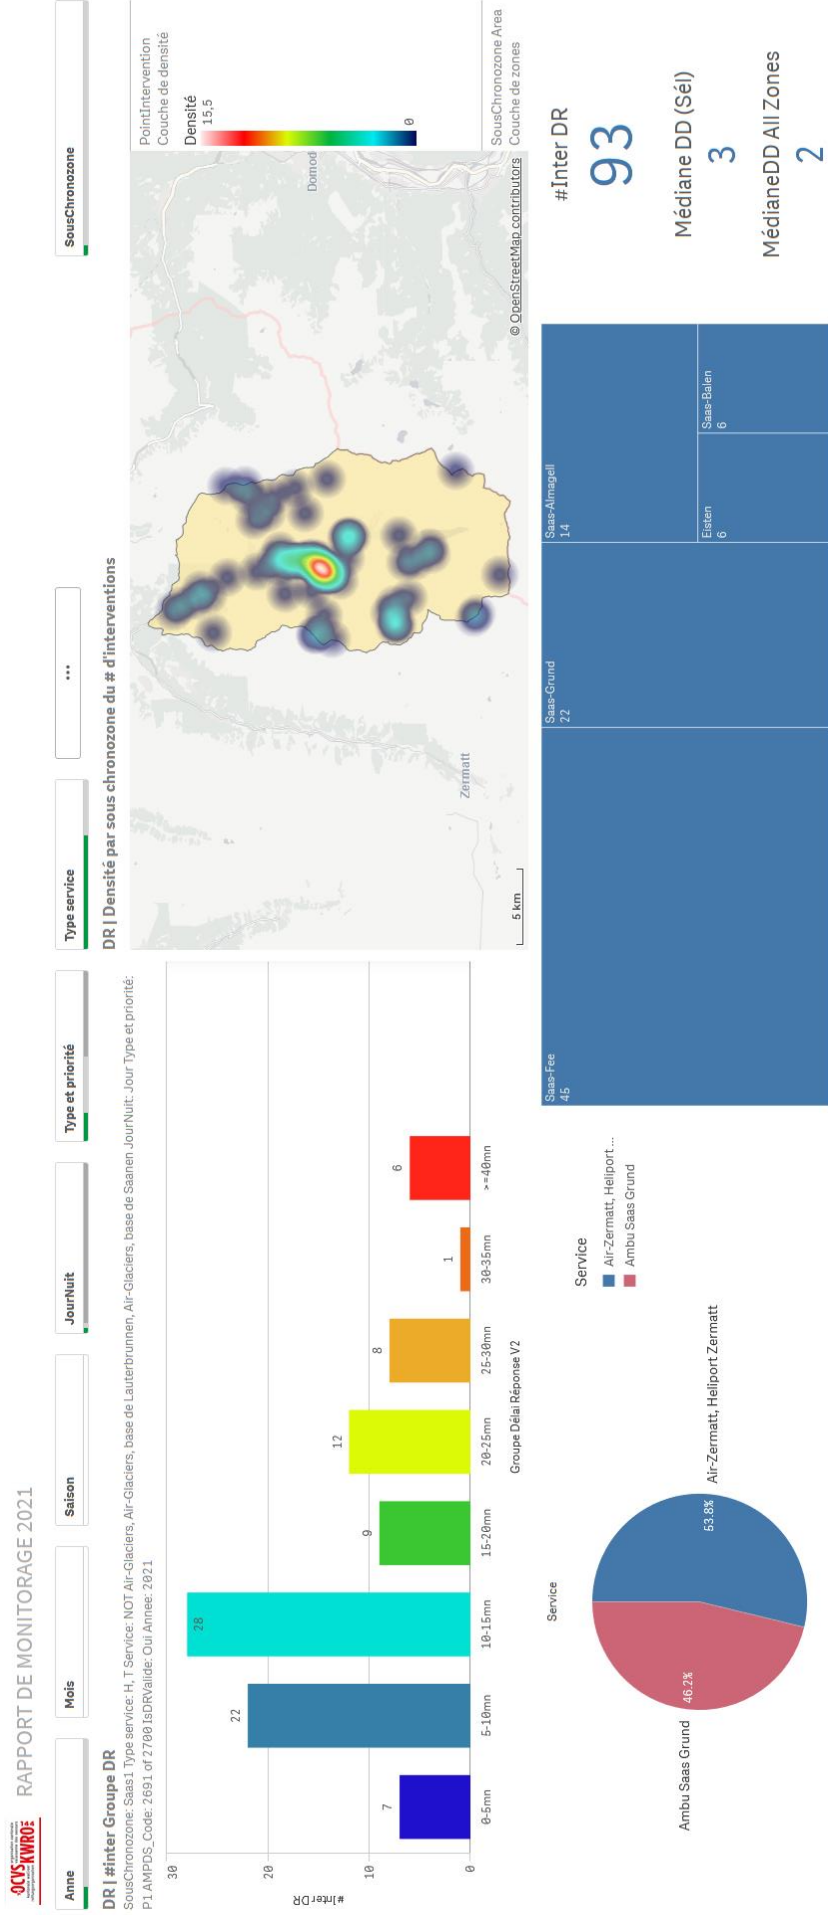 OCVS
KWRO
RAPPORT DE MONITORAGE 2021
Anne
Mois
Saison
JourNuit
Type et priorité
Type service
...
SousChronozone
DR | #inter Groupe DR
SousChronozone: Saas1 Type service: H, T Service: NOT Air-Glaciers, Air-Glaciers, base de Lauterbrunnen, Air-Glaciers, base de Saanen JourNuit: Jour Type et priorité:
P1 AMPDS_Code: 2691 of 2700 IsDRValide: Oui Annee: 2021
#InterDR
30
20
10
0
7
22
28
9
12
8
1
6
0-5mn
5-10mn
10-15mn
15-20mn
20-25mn
25-30mn
30-35mn
>=40mn
Groupe Délai Réponse V2
DR | Densité par sous chronozone du # d'interventions
Zermatt
Domod
5 km
© OpenStreetMap contributors
PointIntervention
Couche de densité
Densité
15,5
0
SousChronozone Area
Couche de zones
Service
Ambu Saas Grund
46.2%
53.8%
Air-Zermatt, Heliport Zermatt
Service
Air-Zermatt, Heliport ...
Ambu Saas Grund
Saas-Fee
45
Saas-Grund
22
Saas-Almagell
14
Eisten
6
Saas-Balen
6
#Inter DR
93
Médiane DD (Sél)
3
MédianeDD All Zones
2